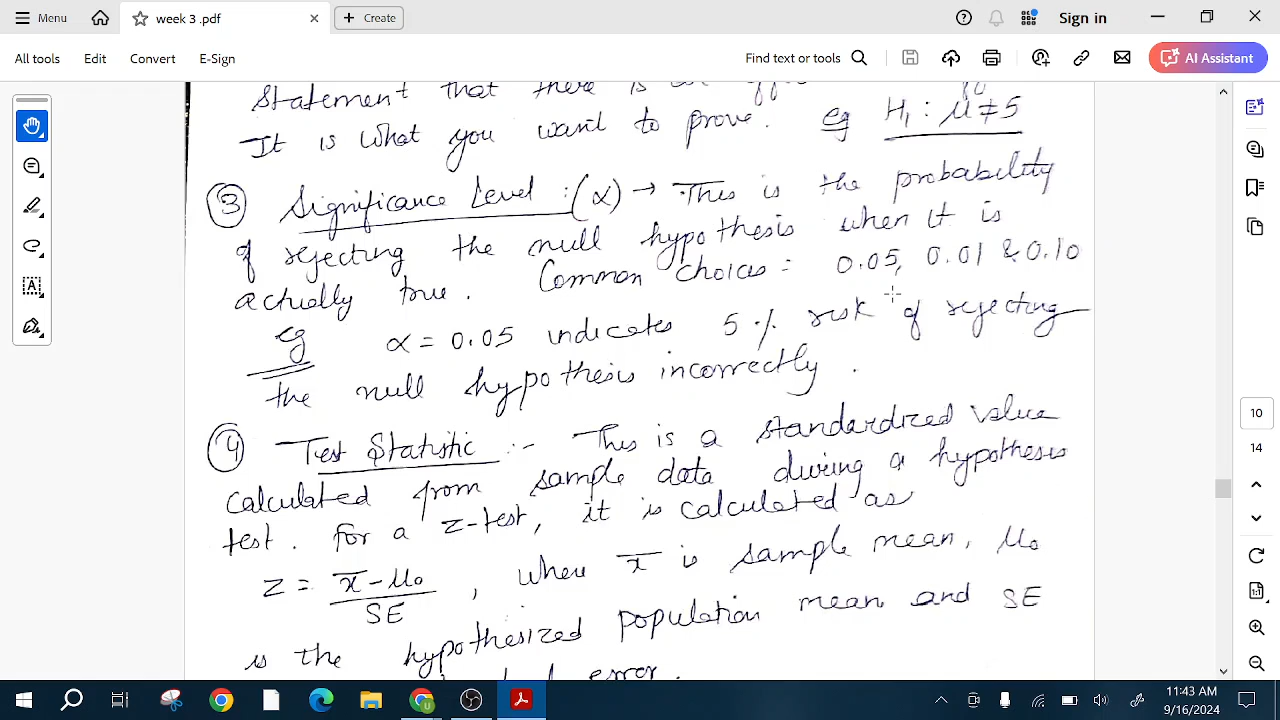 Menu
week 3 .pdf
Create
Sign in
All tools
Edit
Convert
E-Sign
Find text or tools
AI Assistant
Statement that there is an
It is what you want to prove. eg H₁ : μ ≠ 5
③ Significance Level :(α) → This is the probability
of rejecting the null hypothesis when it is
actually true. Common choices : 0.05, 0.01 & 0.10
eg α = 0.05 indicates 5 % risk of rejecting
the null hypothesis incorrectly .
④ Test Statistic :- This is a standardized value
calculated from sample data during a hypothesis
test. For a z-test, it is calculated as
z = (x̄ - μ₀)/SE , where x̄ is sample mean, μ₀
is the hypothesized population mean and SE
error.
10
14
11:43 AM
9/16/2024